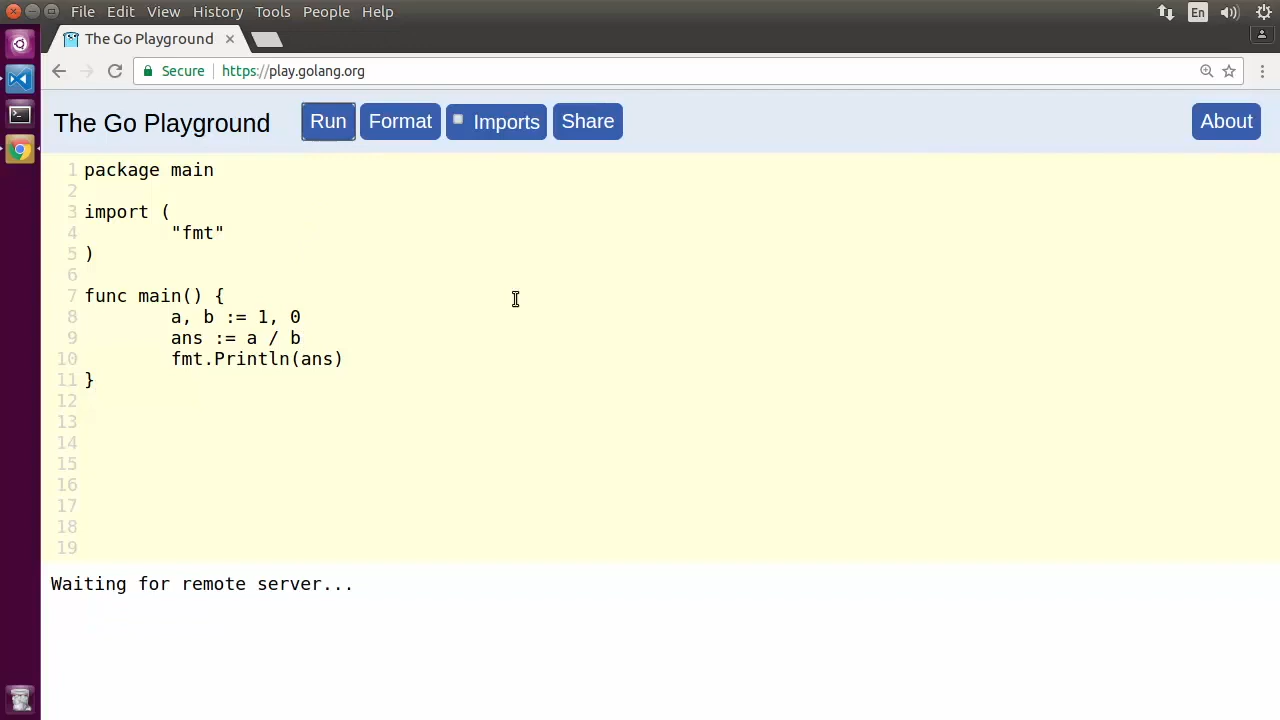 File Edit View History Tools People Help
En
The Go Playground
Secure https://play.golang.org
The Go Playground Run Format Imports Share About
1 package main
2
3 import (
4 "fmt"
5 )
6
7 func main() {
8 a, b := 1, 0
9 ans := a / b
10 fmt.Println(ans)
11 }
12
13
14
15
16
17
18
19
Waiting for remote server...